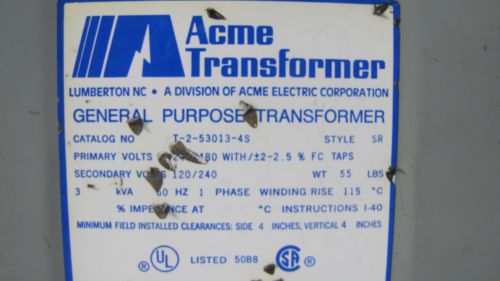 Acme
Transformer
LUMBERTON NC • A DIVISION OF ACME ELECTRIC CORPORATION
GENERAL PURPOSE TRANSFORMER
CATALOG NO T-2-53013-4S STYLE SR
PRIMARY VOLTS WITH/±2-2.5 % FC TAPS
SECONDARY VOLTS 120/240 WT 55 LBS
3 kVA 60 HZ 1 PHASE WINDING RISE 115 °C
% IMPEDANCE AT °C INSTRUCTIONS I-40
MINIMUM FIELD INSTALLED CLEARANCES: SIDE 4 INCHES, VERTICAL 4 INCHES
® UL LISTED 50B8 SA ®